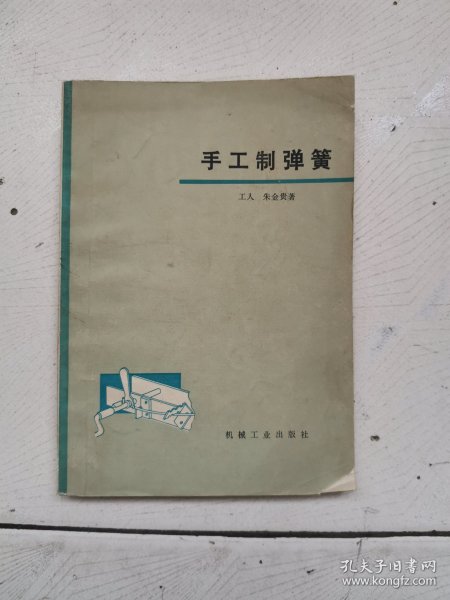 手工制弹簧
工人 朱金贵著
机械工业出版社
孔夫子旧书网
www.kongfz.com